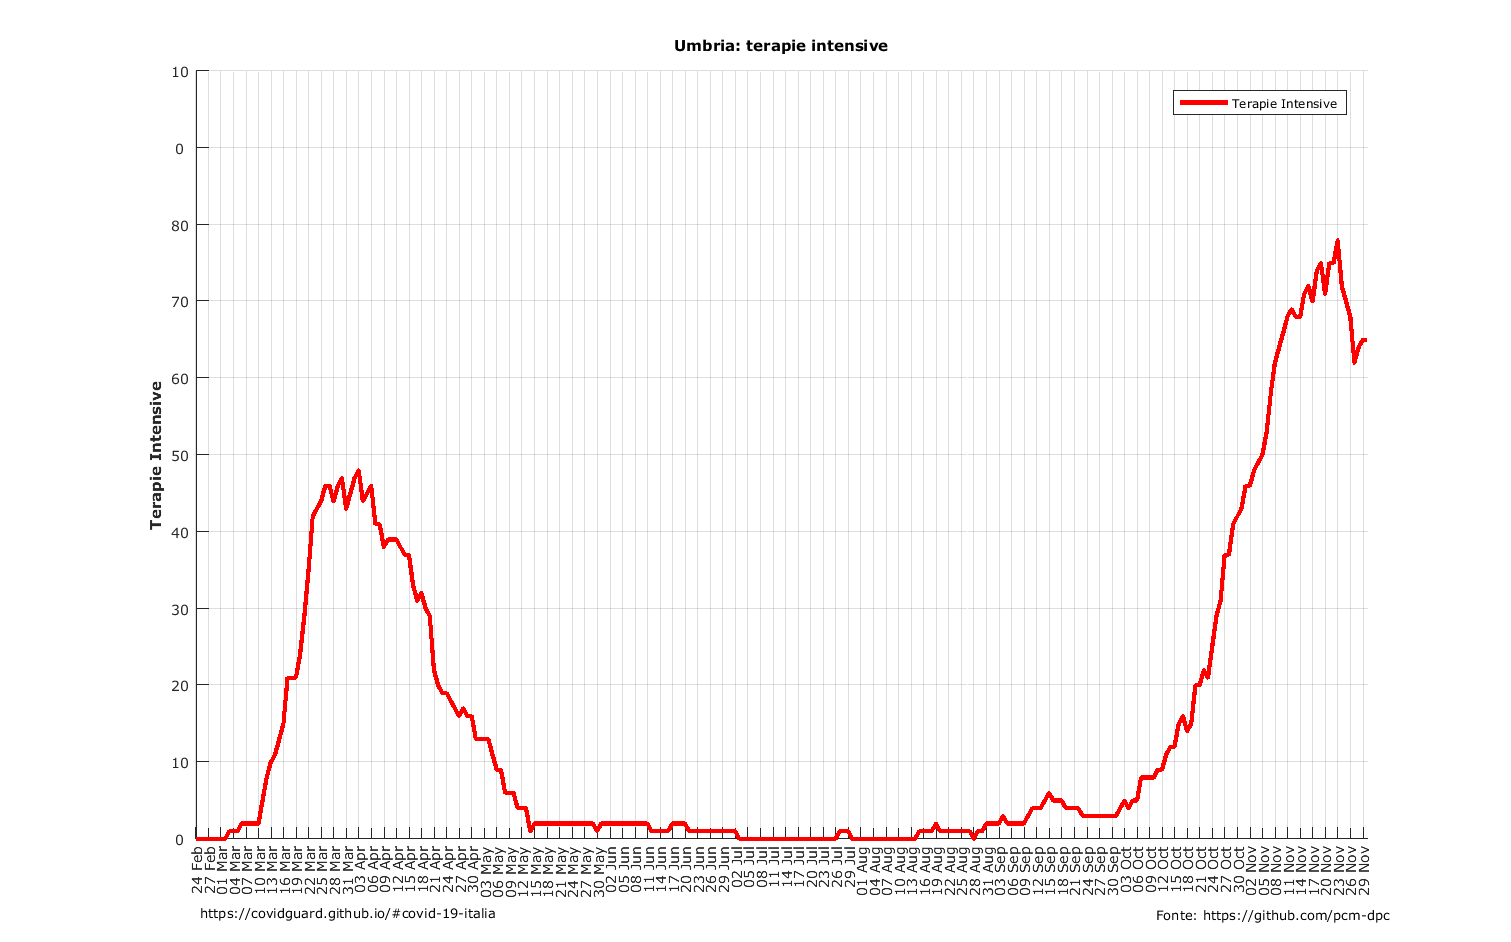 Umbria: terapie intensive
10
0
80
70
60
50
40
30
20
10
0
Terapie Intensive
Terapie Intensive
24 Feb
27 Feb
01 Mar
04 Mar
07 Mar
10 Mar
13 Mar
16 Mar
19 Mar
22 Mar
25 Mar
28 Mar
31 Mar
03 Apr
06 Apr
09 Apr
12 Apr
15 Apr
18 Apr
21 Apr
24 Apr
27 Apr
30 Apr
03 May
06 May
09 May
12 May
15 May
18 May
21 May
24 May
27 May
30 May
02 Jun
05 Jun
08 Jun
11 Jun
14 Jun
17 Jun
20 Jun
23 Jun
26 Jun
29 Jun
02 Jul
05 Jul
08 Jul
11 Jul
14 Jul
17 Jul
20 Jul
23 Jul
26 Jul
29 Jul
01 Aug
04 Aug
07 Aug
10 Aug
13 Aug
16 Aug
19 Aug
22 Aug
25 Aug
28 Aug
31 Aug
03 Sep
06 Sep
09 Sep
12 Sep
15 Sep
18 Sep
21 Sep
24 Sep
27 Sep
30 Sep
03 Oct
06 Oct
09 Oct
12 Oct
15 Oct
18 Oct
21 Oct
24 Oct
27 Oct
30 Oct
02 Nov
05 Nov
08 Nov
11 Nov
14 Nov
17 Nov
20 Nov
23 Nov
26 Nov
29 Nov
https://covidguard.github.io/#covid-19-italia
Fonte: https://github.com/pcm-dpc